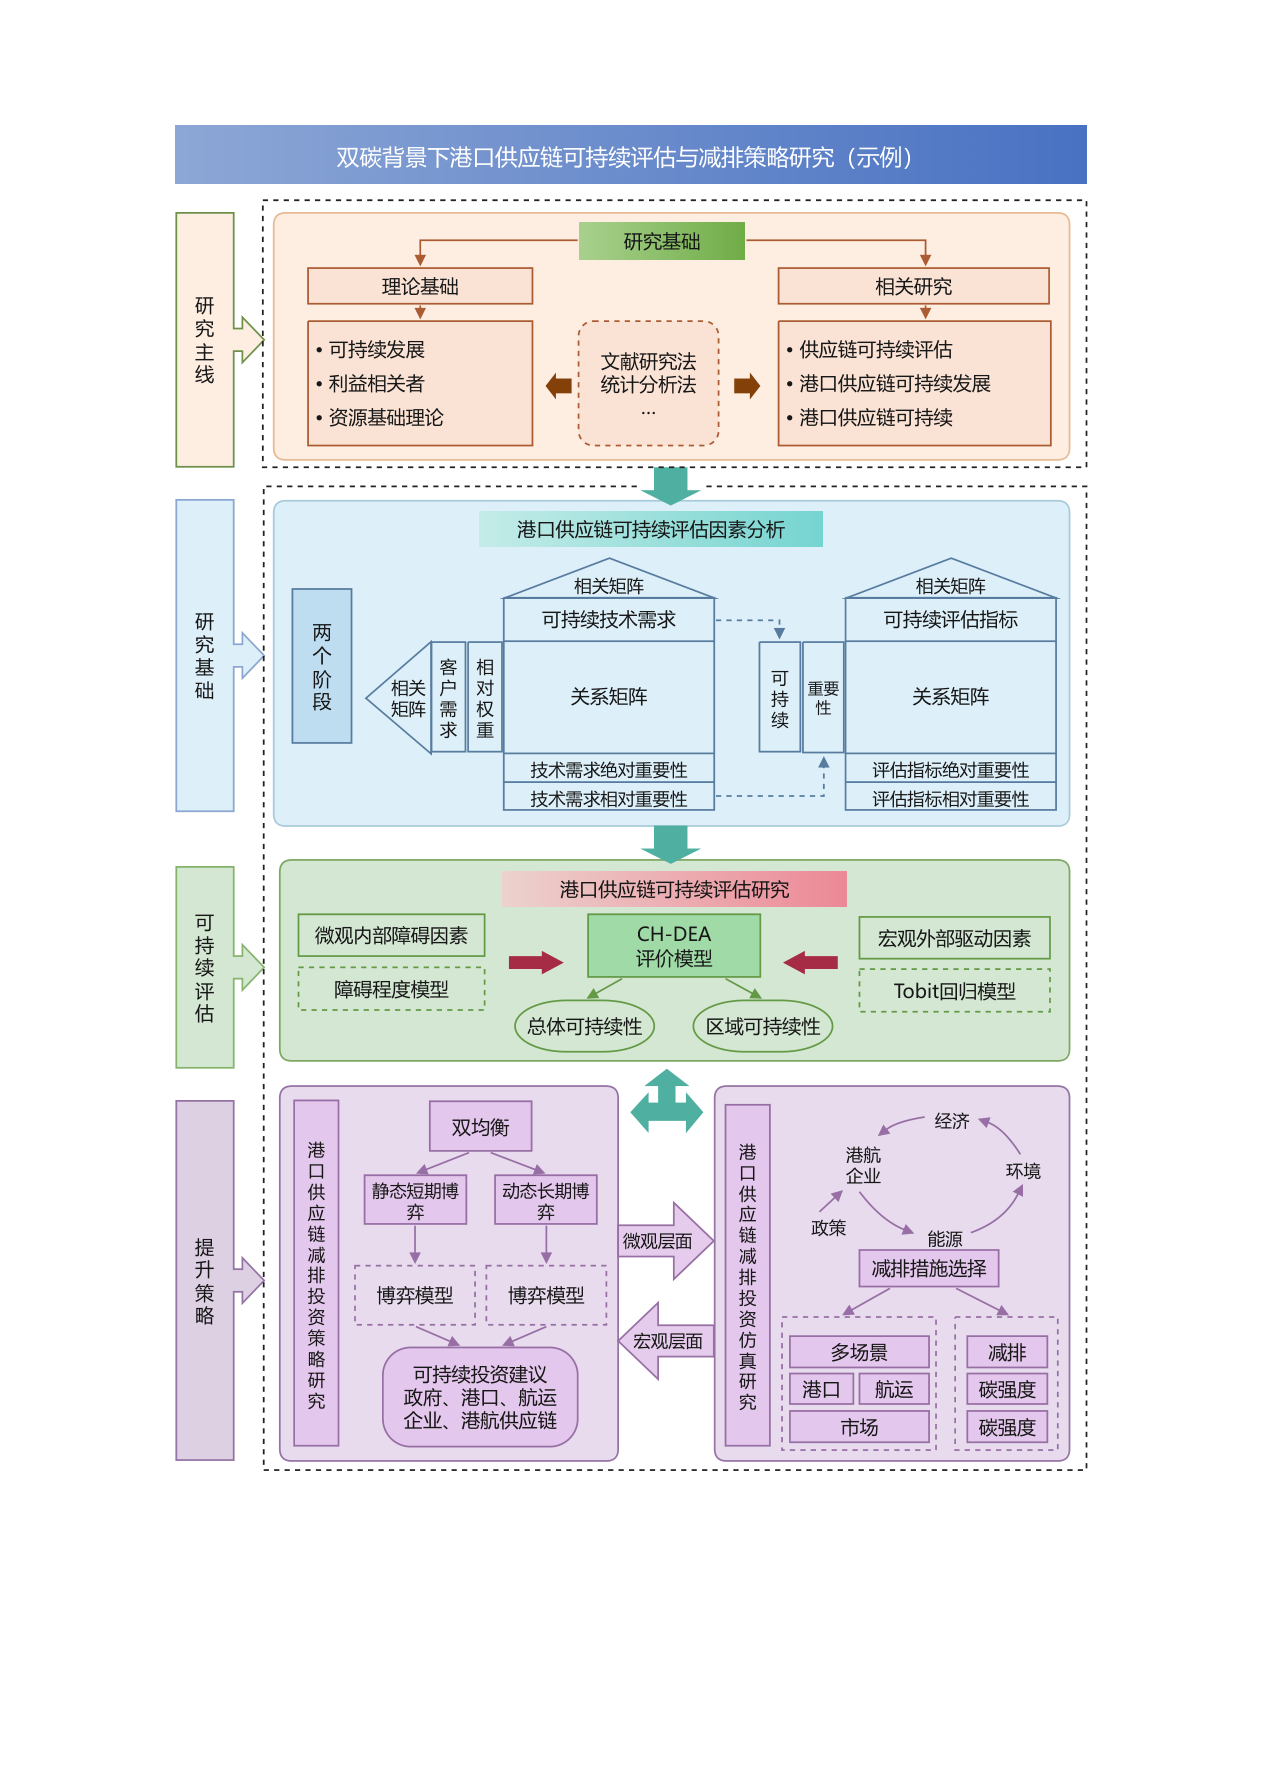 双碳背景下港口供应链可持续评估与减排策略研究（示例）
研究主线
研究基础
理论基础
相关研究
• 可持续发展
• 利益相关者
• 资源基础理论
文献研究法
统计分析法
...
• 供应链可持续评估
• 港口供应链可持续发展
• 港口供应链可持续
研究基础
港口供应链可持续评估因素分析
两个阶段
相关矩阵
可持续技术需求
相关
矩阵
客户需求
相对权重
关系矩阵
技术需求绝对重要性
技术需求相对重要性
相关矩阵
可持续评估指标
可持续
重要
性
关系矩阵
评估指标绝对重要性
评估指标相对重要性
可持续评估
港口供应链可持续评估研究
微观内部障碍因素
障碍程度模型
CH-DEA
评价模型
宏观外部驱动因素
Tobit回归模型
总体可持续性
区域可持续性
提升策略
港口供应链减排投资策略研究
双均衡
静态短期博
弈
动态长期博
弈
博弈模型
博弈模型
可持续投资建议
政府、港口、航运
企业、港航供应链
微观层面
宏观层面
港口供应链减排投资仿真研究
经济
港航
企业
环境
政策
能源
减排措施选择
多场景
港口
航运
市场
减排
碳强度
碳强度